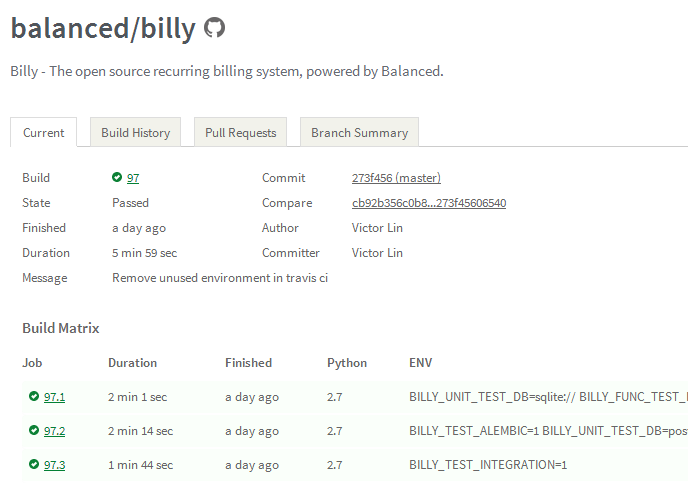 balanced/billy
Billy - The open source recurring billing system, powered by Balanced.
Current Build History Pull Requests Branch Summary
Build 97 Commit 273f456 (master)
State Passed Compare cb92b356c0b8...273f45606540
Finished a day ago Author Victor Lin
Duration 5 min 59 sec Committer Victor Lin
Message Remove unused environment in travis ci
Build Matrix
Job Duration Finished Python ENV
97.1 2 min 1 sec a day ago 2.7 BILLY_UNIT_TEST_DB=sqlite:// BILLY_FUNC_TEST_
97.2 2 min 14 sec a day ago 2.7 BILLY_TEST_ALEMBIC=1 BILLY_UNIT_TEST_DB=pos
97.3 1 min 44 sec a day ago 2.7 BILLY_TEST_INTEGRATION=1